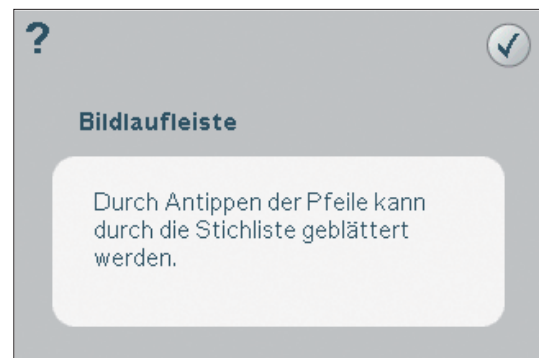 ?
Bildlaufleiste
Durch Antippen der Pfeile kann
durch die Stichliste geblättert
werden.